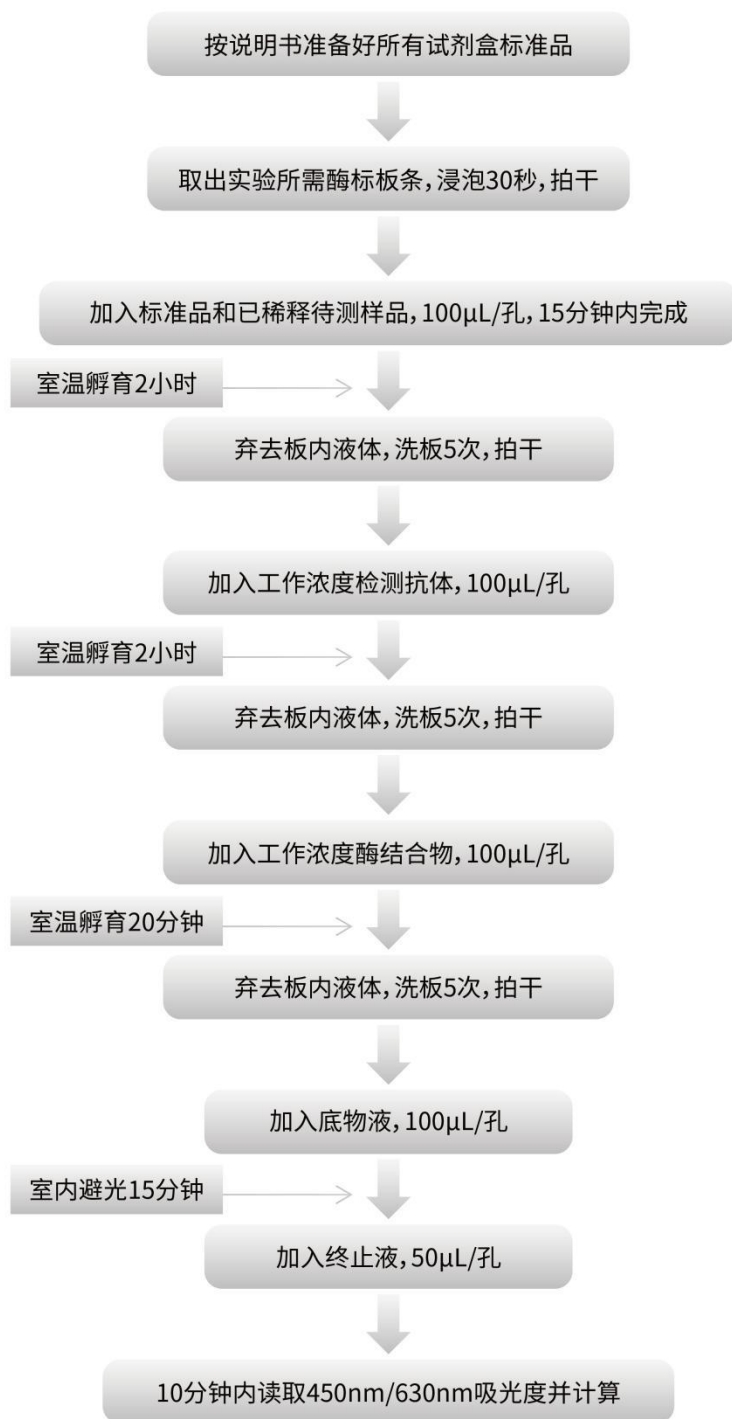 按说明书准备好所有试剂盒标准品
取出实验所需酶标板条,浸泡30秒,拍干
加入标准品和已稀释待测样品,100μL/孔,15分钟内完成
室温孵育2小时
弃去板内液体,洗板5次,拍干
加入工作浓度检测抗体,100μL/孔
室温孵育2小时
弃去板内液体,洗板5次,拍干
加入工作浓度酶结合物,100μL/孔
室温孵育20分钟
弃去板内液体,洗板5次,拍干
加入底物液,100μL/孔
室内避光15分钟
加入终止液,50μL/孔
10分钟内读取450nm/630nm吸光度并计算